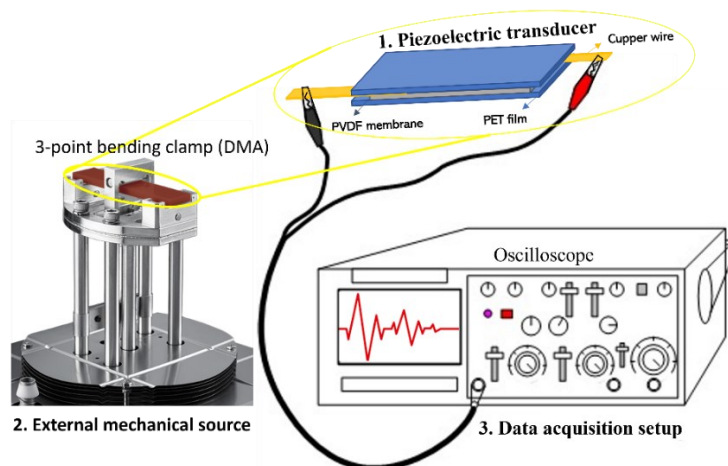 1. Piezoelectric transducer
Cupper wire
PVDF membrane
PET film
3-point bending clamp (DMA)
Oscilloscope
2. External mechanical source
3. Data acquisition setup